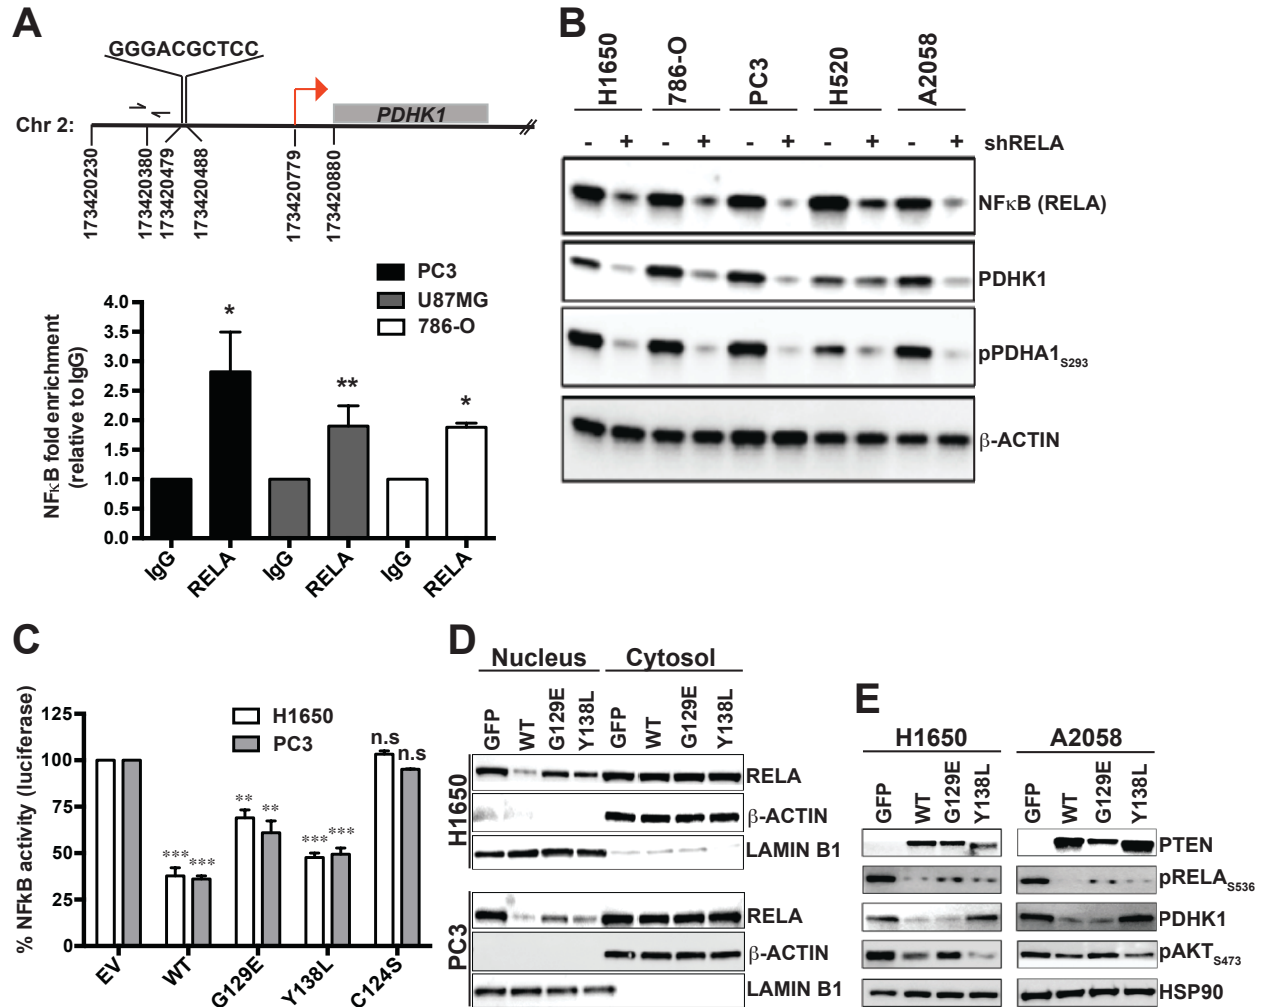 A
GGGACGCTCC
PDHK1
Chr 2:
173420230
173420380
173420479
173420488
173420779
173420880
PC3
U87MG
786-O
NFκB fold enrichment
(relative to IgG)
4.0
3.5
3.0
2.5
2.0
1.5
1.0
0.5
0.0
*
**
*
IgG
RELA
IgG
RELA
IgG
RELA
B
H1650
786-O
PC3
H520
A2058
- + - + - + - + - + shRELA
NFκB (RELA)
PDHK1
pPDHA1S293
β-ACTIN
C
% NFkB activity (luciferase)
H1650
PC3
125
100
75
50
25
0
*** ***
** **
*** ***
n.s n.s
EV
WT
G129E
Y138L
C124S
D
Nucleus Cytosol
GFP WT G129E Y138L GFP WT G129E Y138L
H1650
RELA
β-ACTIN
LAMIN B1
PC3
RELA
β-ACTIN
LAMIN B1
E
H1650 A2058
GFP WT G129E Y138L GFP WT G129E Y138L
PTEN
pRELAS536
PDHK1
pAKTS473
HSP90